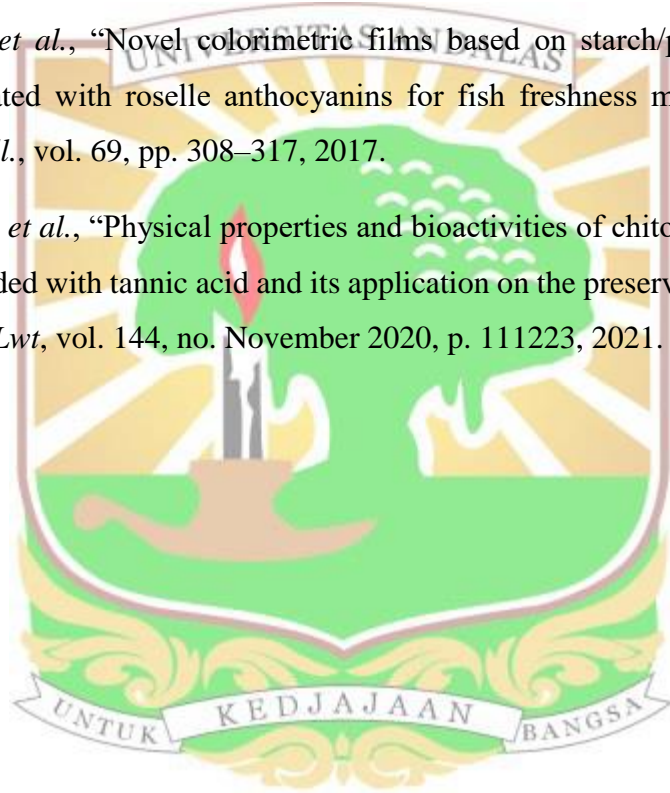 et al., “Novel colorimetric films based on starch/p
UNIVERSITAS ANDALAS
ated with roselle anthocyanins for fish freshness m
l., vol. 69, pp. 308–317, 2017.
et al., “Physical properties and bioactivities of chito
ded with tannic acid and its application on the preserv
Lwt, vol. 144, no. November 2020, p. 111223, 2021.
UNTUK KEDJAJAAN BANGSA